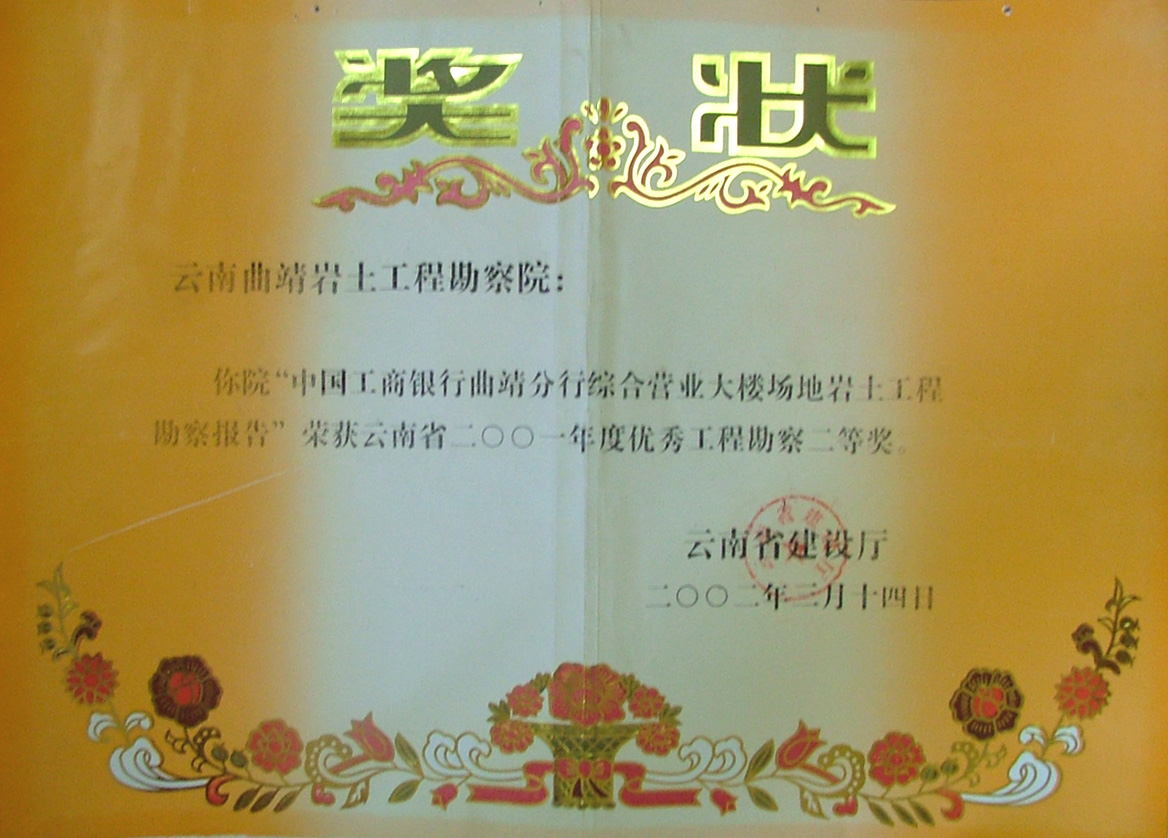 奖 状
云南曲靖岩土工程勘察院：
你院“中国工商银行曲靖分行综合营业大楼场地岩土工程
勘察报告”荣获云南省二〇〇一年度优秀工程勘察二等奖。
云南省建设厅
二〇〇二年二月十四日